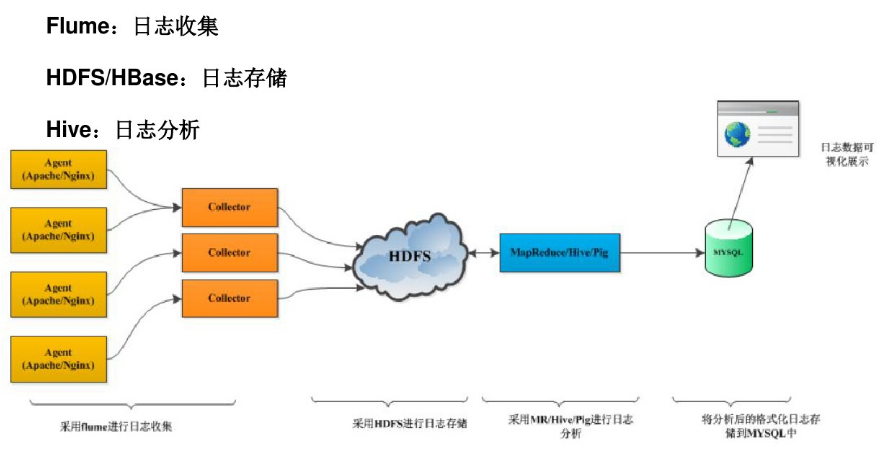 Flume：日志收集
HDFS/HBase：日志存储
Hive：日志分析
Agent
(Apache/Nginx)
Agent
(Apache/Nginx)
Agent
(Apache/Nginx)
Agent
(Apache/Nginx)
Collector
Collector
Collector
HDFS
MapReduce/Hive/Pig
MYSQL
日志数据可
视化展示
采用flume进行日志收集
采用HDFS进行日志存储
采用MR/Hive/Pig进行日志
分析
将分析后的格式化日志存
储到MYSQL中